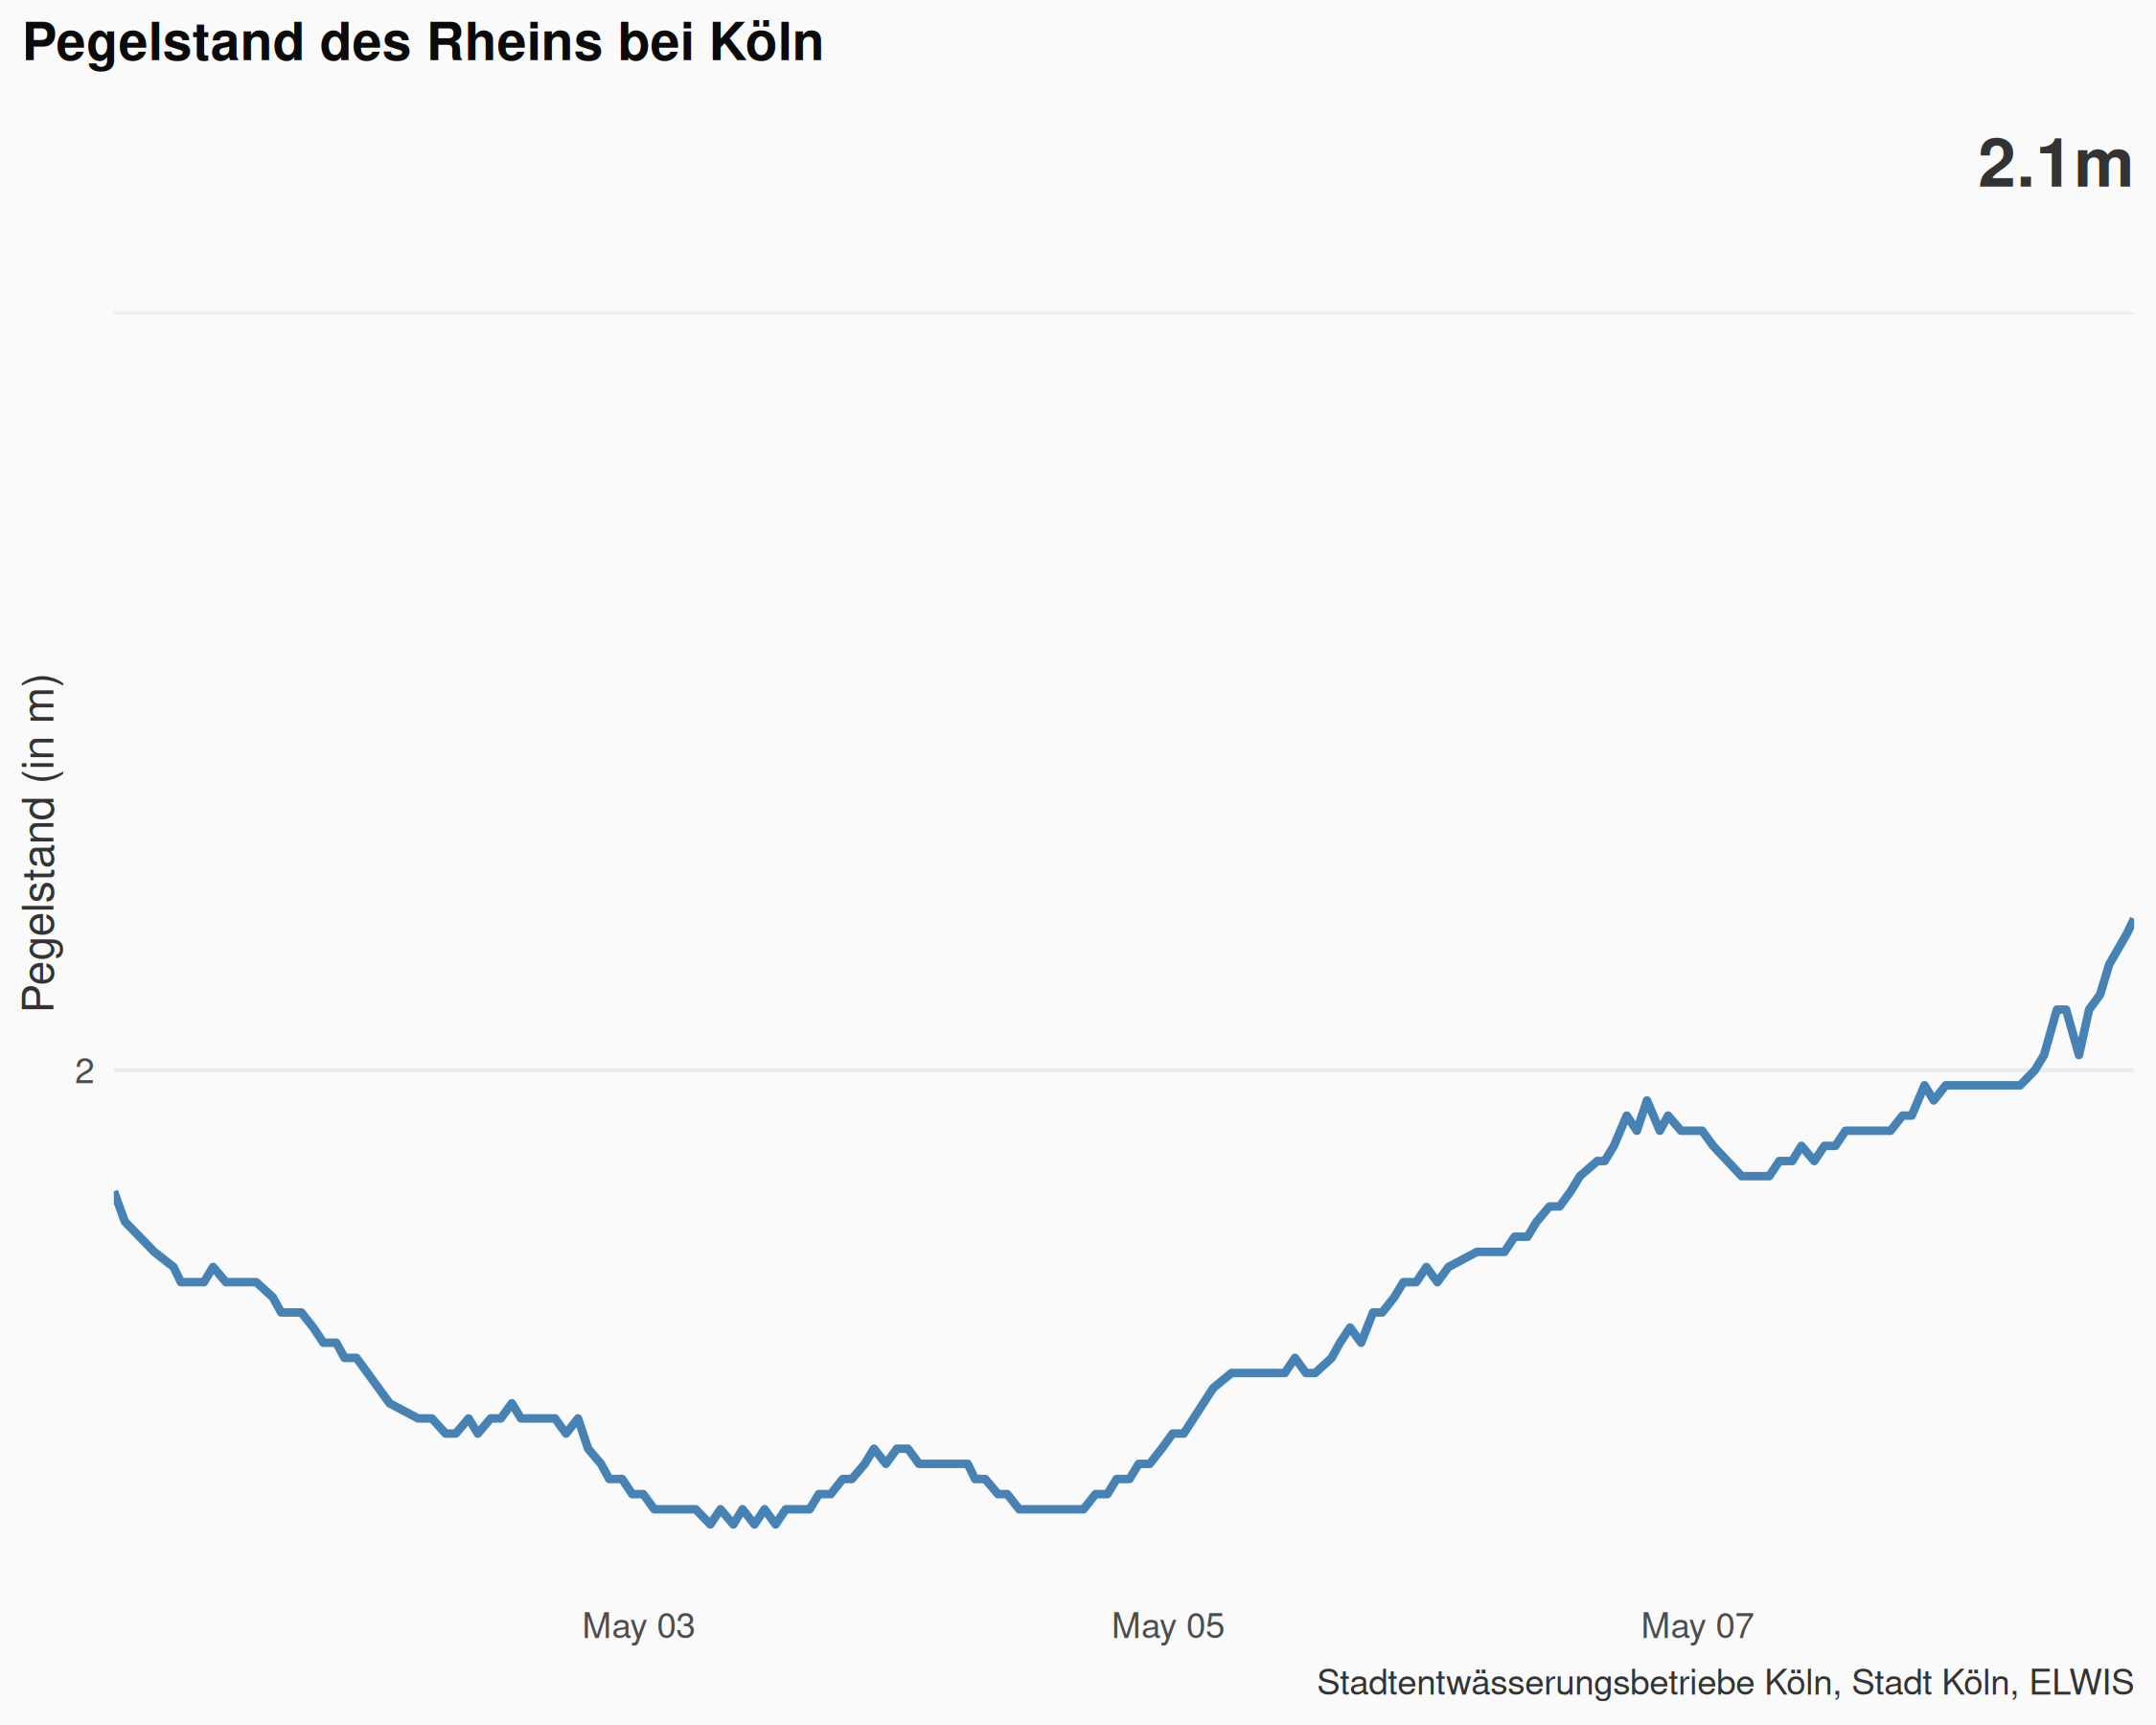 Pegelstand des Rheins bei Köln
2.1m
Pegelstand (in m)
2
May 03
May 05
May 07
Stadtentwässerungsbetriebe Köln, Stadt Köln, ELWIS